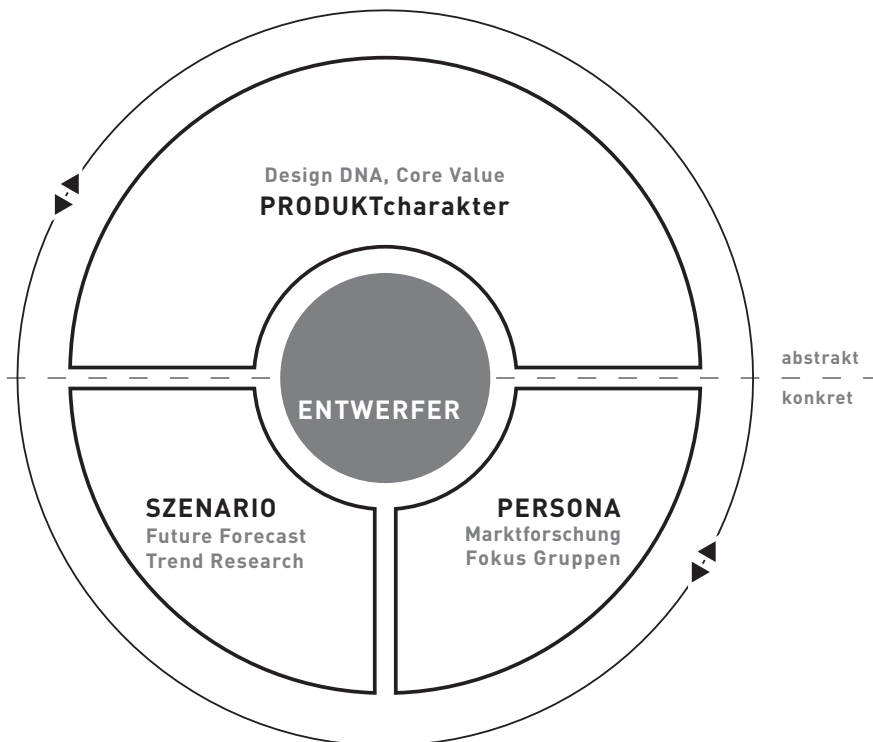 Design DNA, Core Value
PRODUKTcharakter
abstrakt
konkret
ENTWERFER
SZENARIO
Future Forecast
Trend Research
PERSONA
Marktforschung
Fokus Gruppen